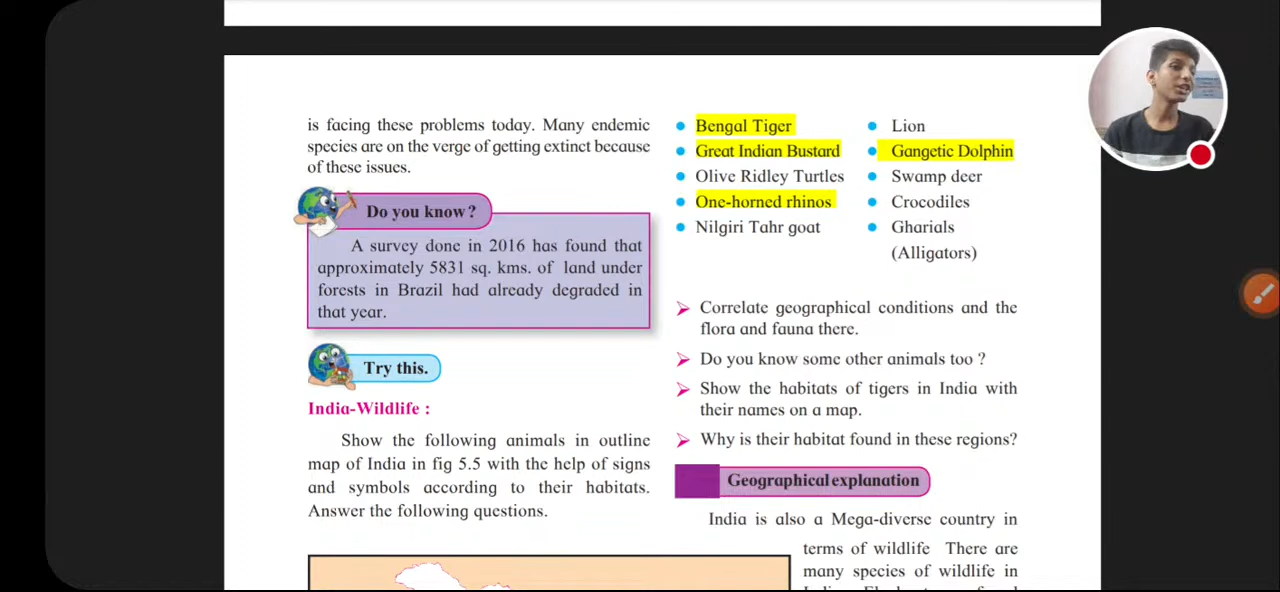 is facing these problems today. Many endemic
species are on the verge of getting extinct because
of these issues.
Do you know?
A survey done in 2016 has found that
approximately 5831 sq. kms. of land under
forests in Brazil had already degraded in
that year.
Try this.
India-Wildlife :
Show the following animals in outline
map of India in fig 5.5 with the help of signs
and symbols according to their habitats.
Answer the following questions.
Bengal Tiger
Great Indian Bustard
Olive Ridley Turtles
One-horned rhinos
Nilgiri Tahr goat
Lion
Gangetic Dolphin
Swamp deer
Crocodiles
Gharials
(Alligators)
Correlate geographical conditions and the
flora and fauna there.
Do you know some other animals too ?
Show the habitats of tigers in India with
their names on a map.
Why is their habitat found in these regions?
Geographical explanation
India is also a Mega-diverse country in
terms of wildlife There are
many species of wildlife in